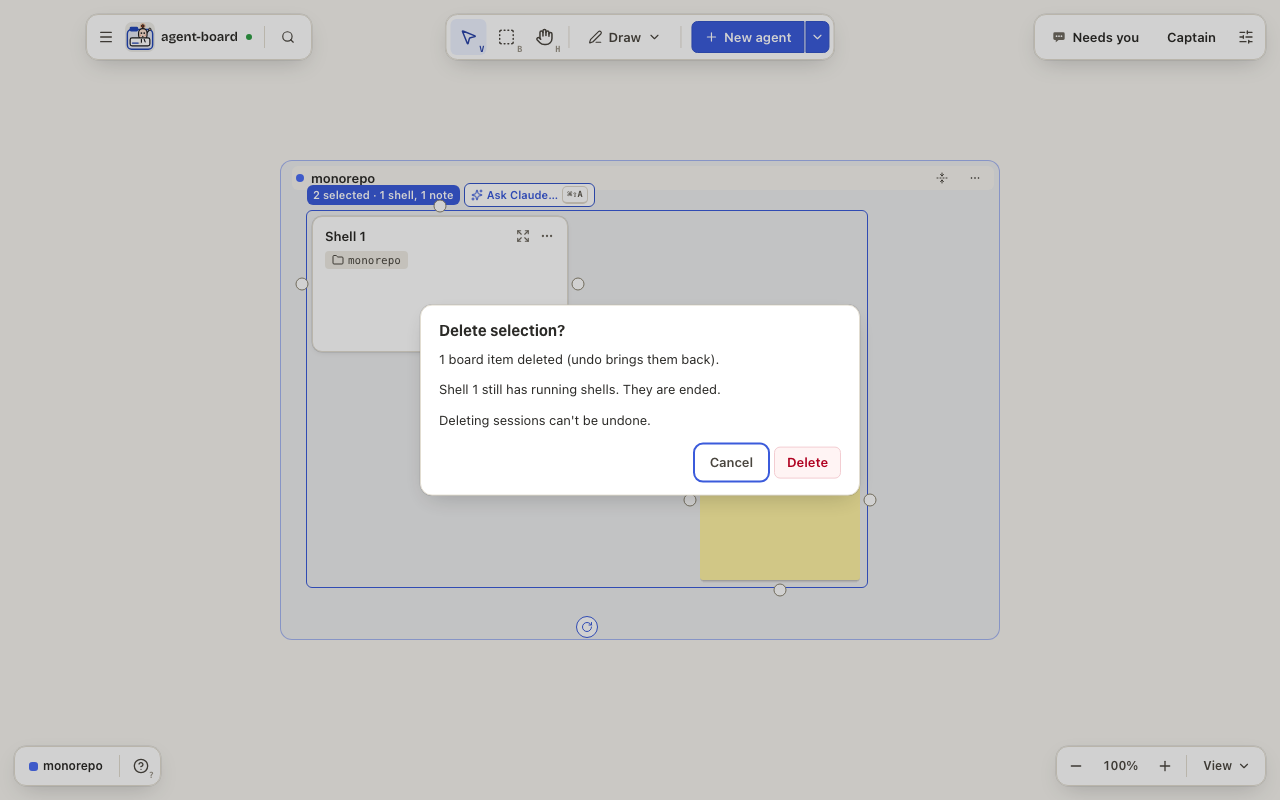 agent-board
V
B
H
Draw
New agent
Needs you
Captain
monorepo
2 selected · 1 shell, 1 note
Ask Claude... ⌘⇧A
Shell 1
monorepo
Delete selection?
1 board item deleted (undo brings them back).
Shell 1 still has running shells. They are ended.
Deleting sessions can't be undone.
Cancel
Delete
monorepo
?
100%
View